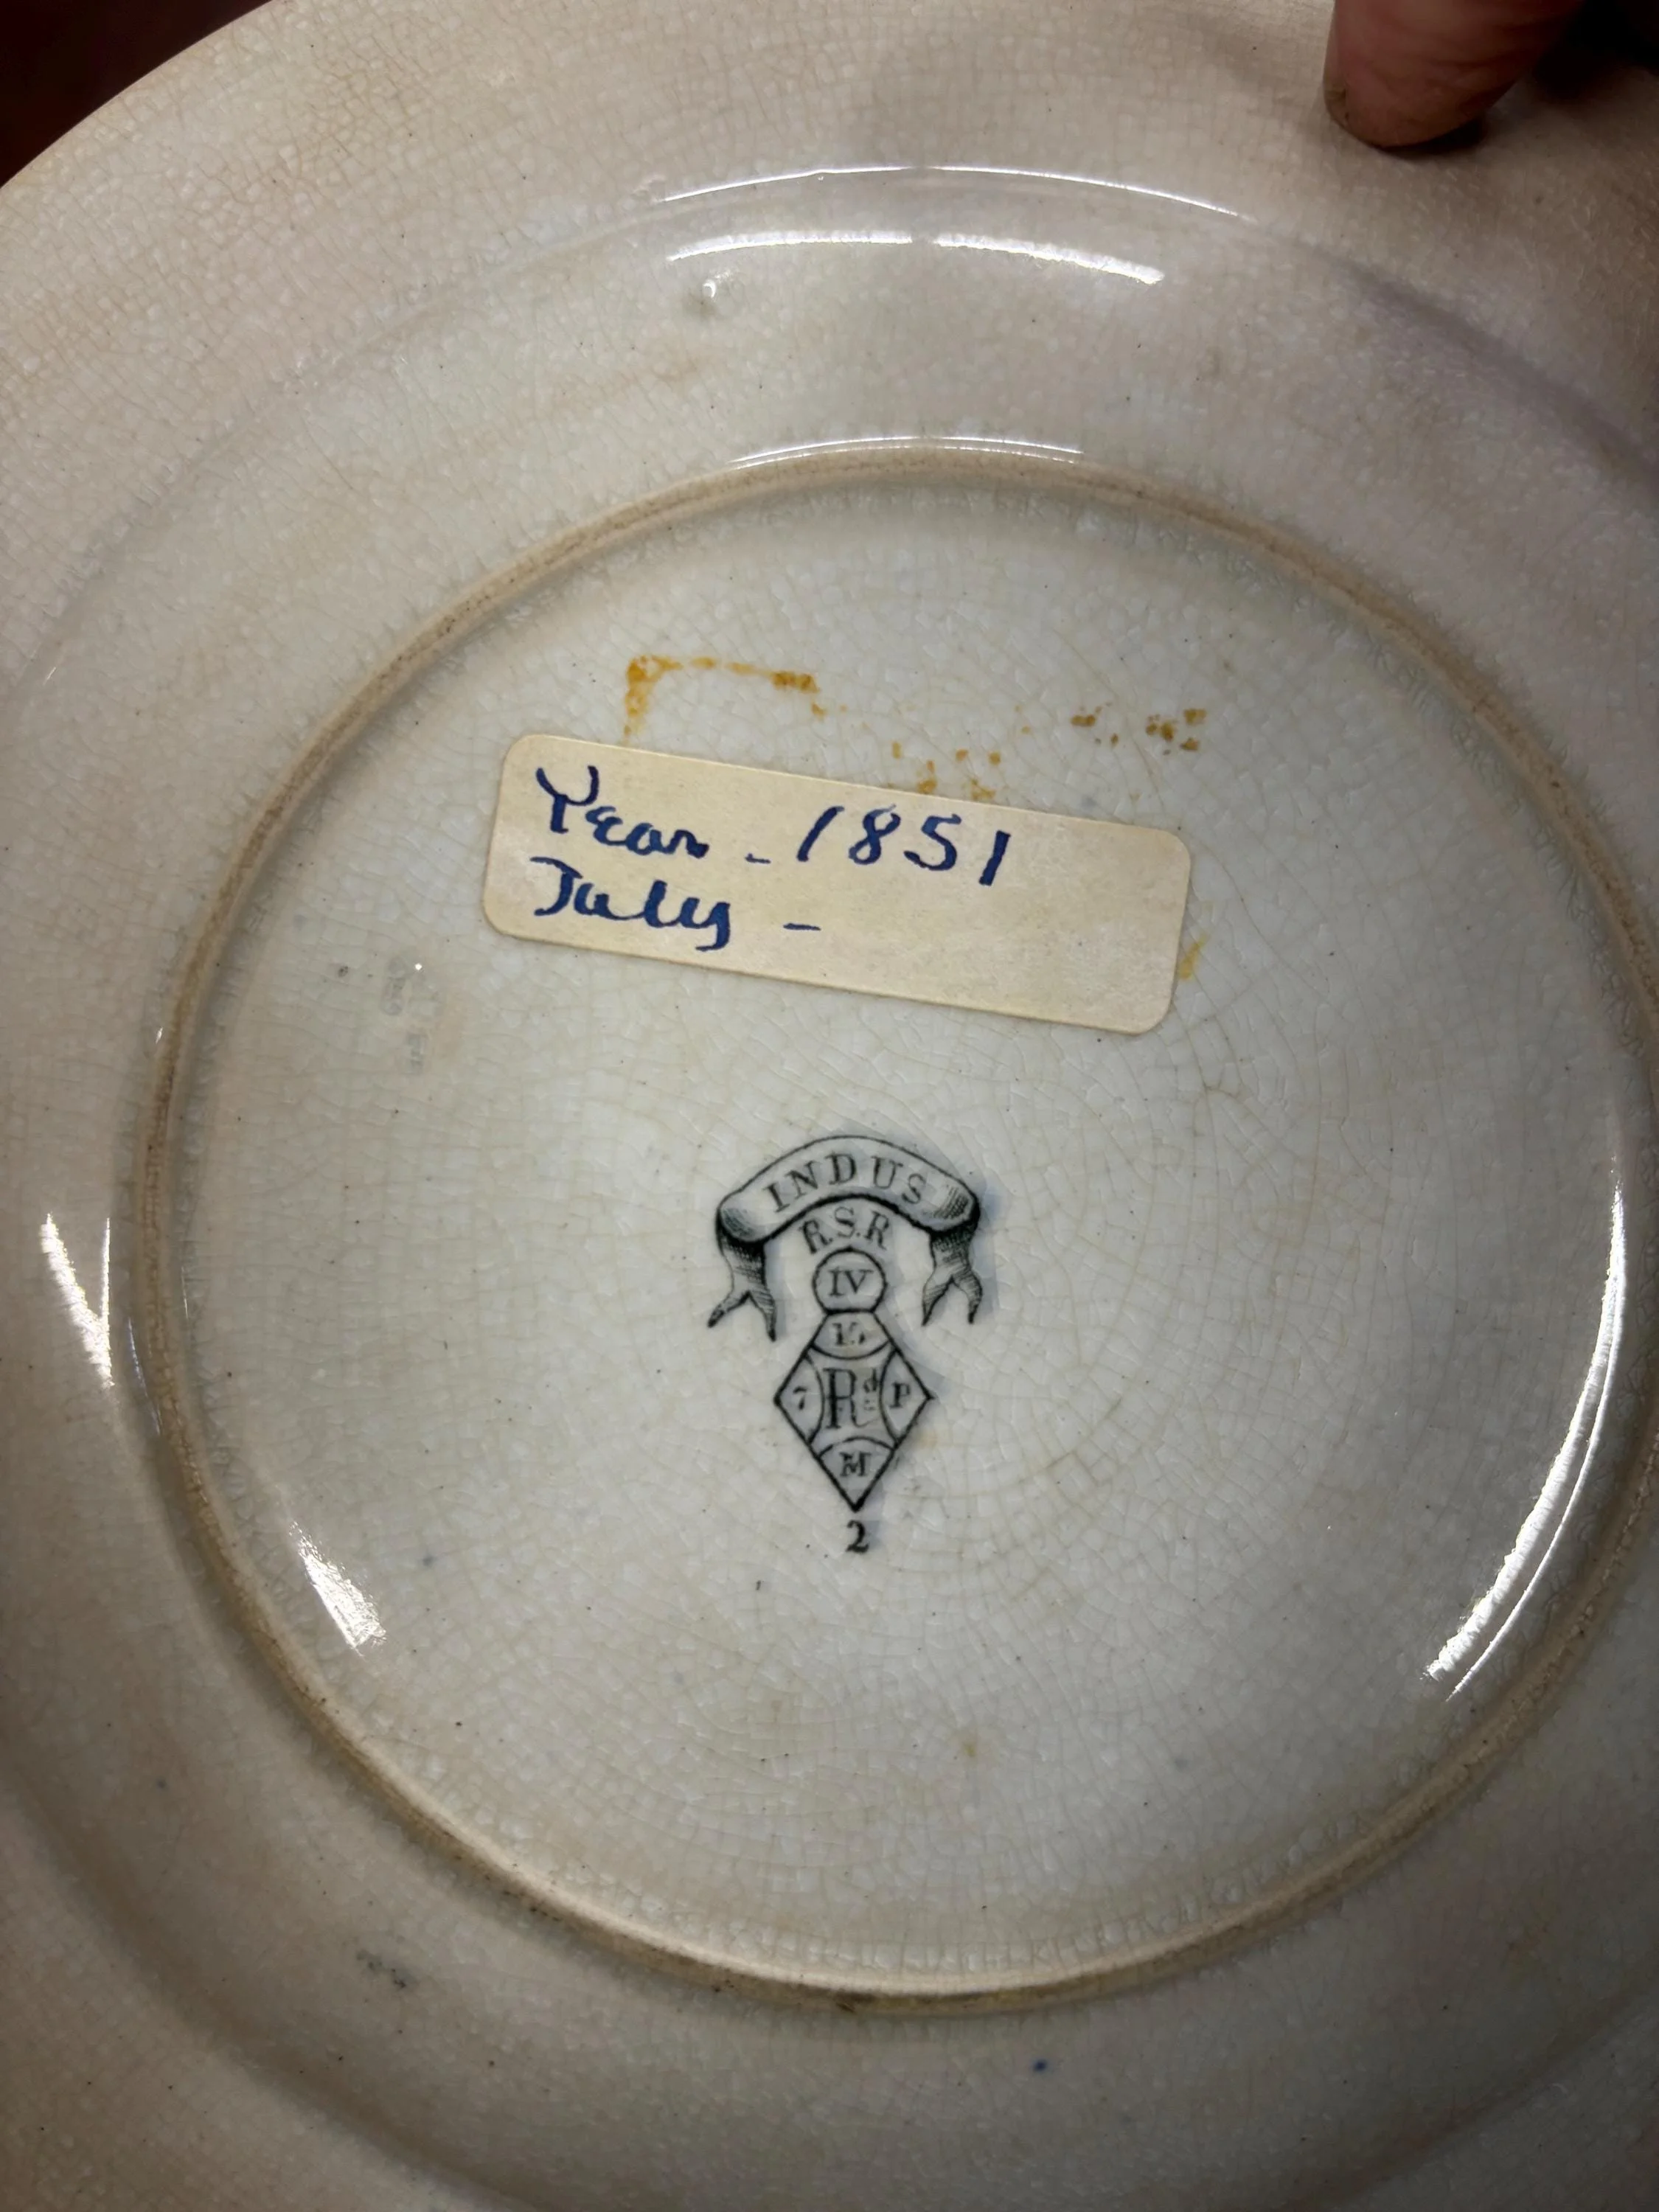 Year - 1851
July -
INDUS
R.S.R
IV
15
7 Rd P
M
2